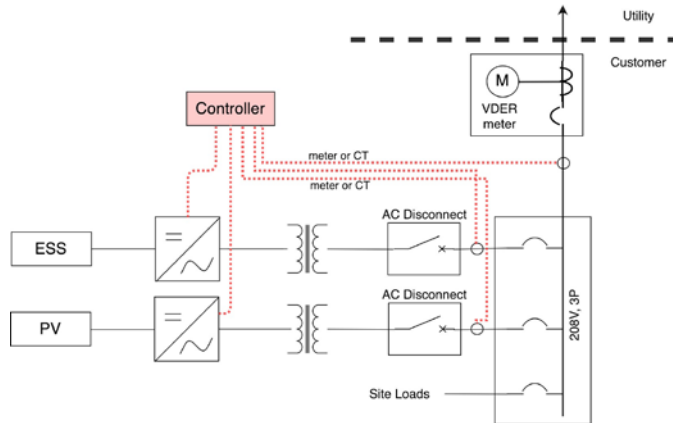 Utility
Customer
M
VDER
meter
Controller
meter or CT
meter or CT
AC Disconnect
ESS
AC Disconnect
PV
208V, 3P
Site Loads